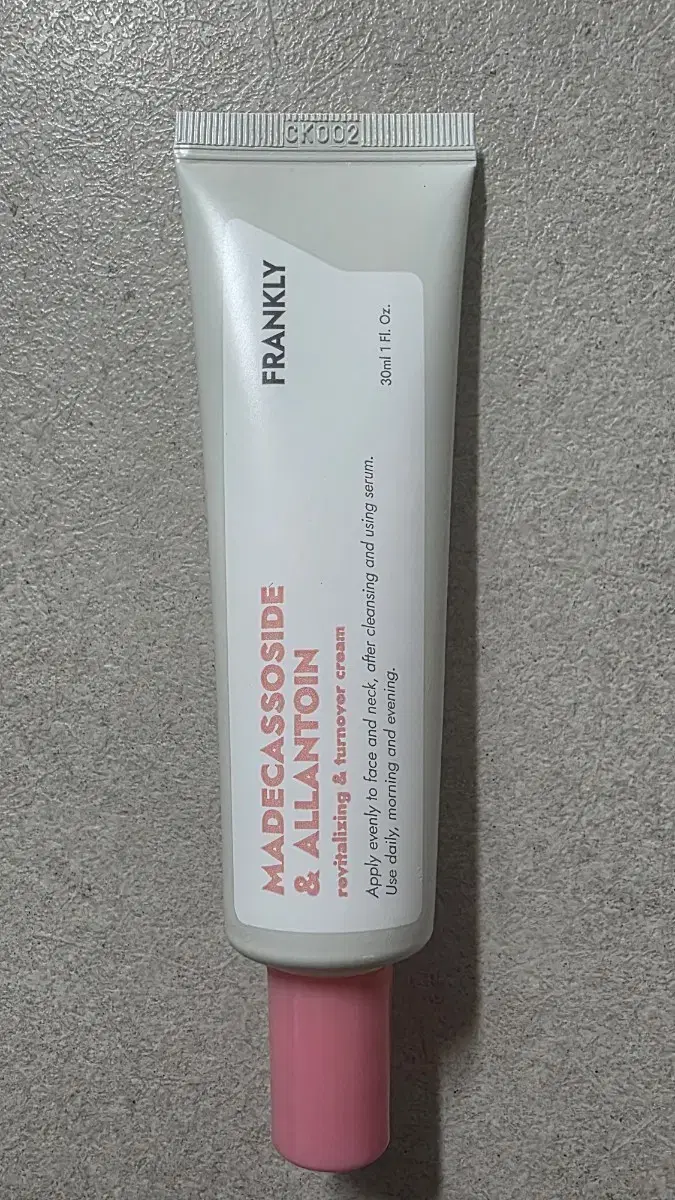 CK002
FRANKLY
30ml 1 Fl. Oz.
MADECASSOSIDE
& ALLANTOIN
revitalizing & turnover cream
Apply evenly to face and neck, after cleansing and using serum.
Use daily, morning and evening.